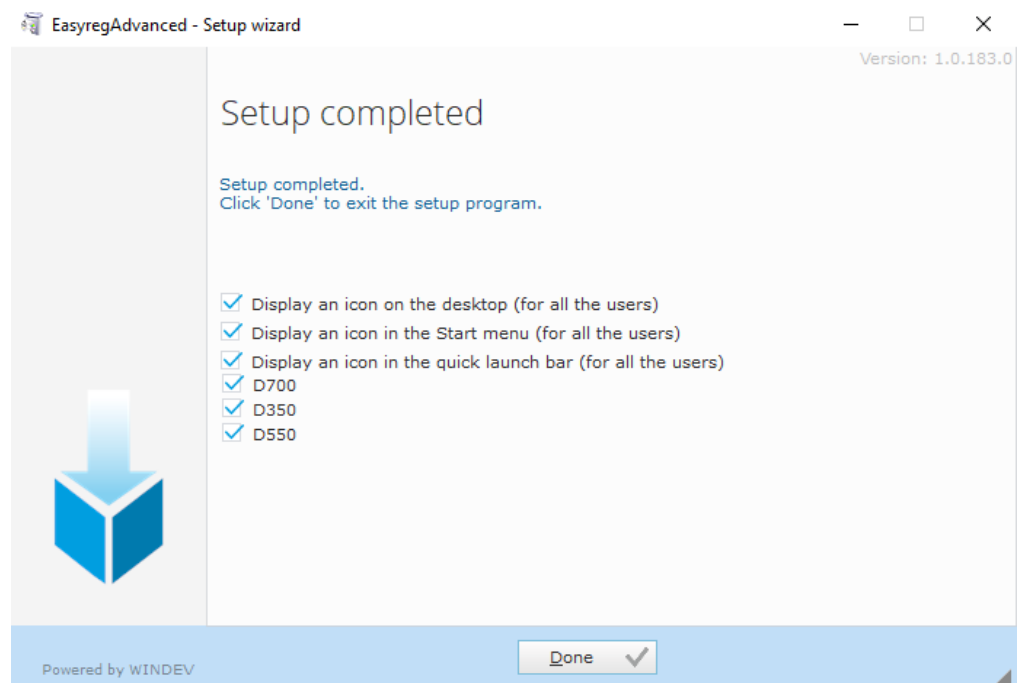 EasyregAdvanced - Setup wizard
Version: 1.0.183.0
Setup completed
Setup completed.
Click 'Done' to exit the setup program.
Display an icon on the desktop (for all the users)
Display an icon in the Start menu (for all the users)
Display an icon in the quick launch bar (for all the users)
D700
D350
D550
Done
Powered by WINDEV